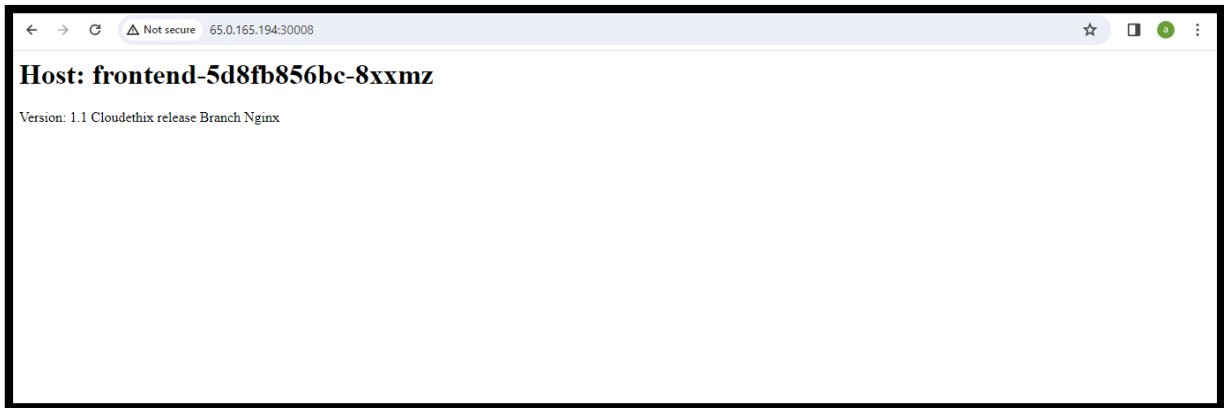 Not secure 65.0.165.194:30008
a
Host: frontend-5d8fb856bc-8xxmz
Version: 1.1 Cloudethix release Branch Nginx